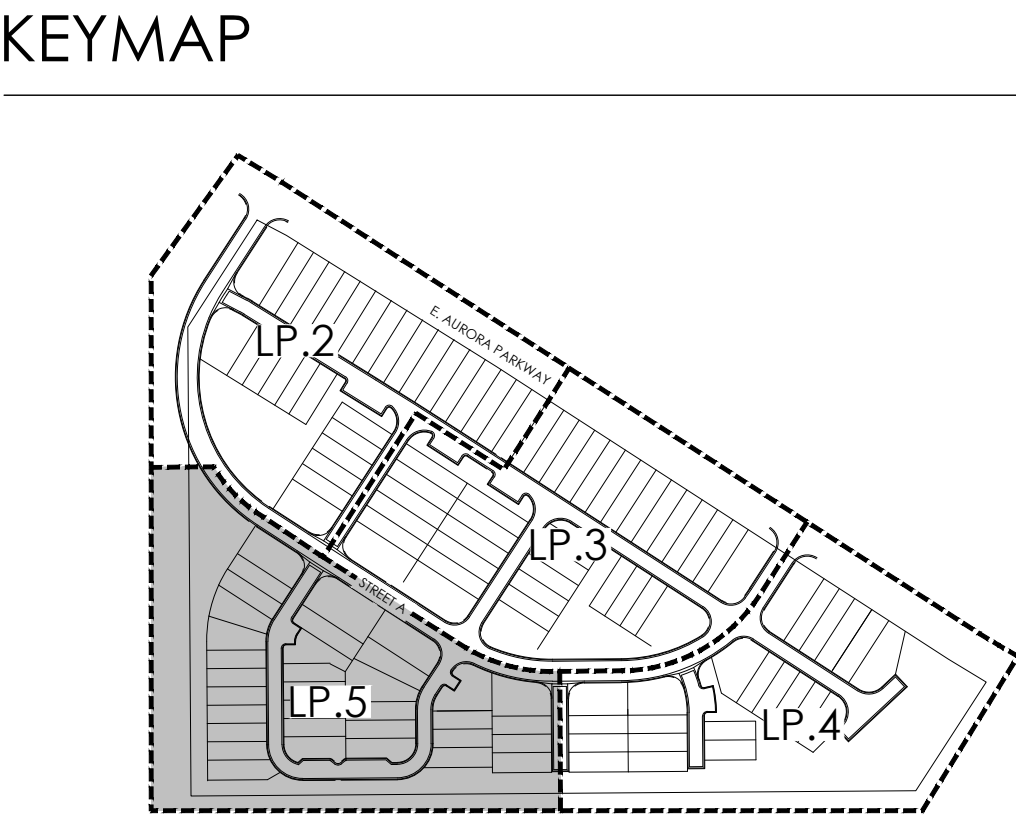 KEYMAP
E. AURORA PARKWAY
LP.2
LP.3
STREET A
LP.5
LP.4